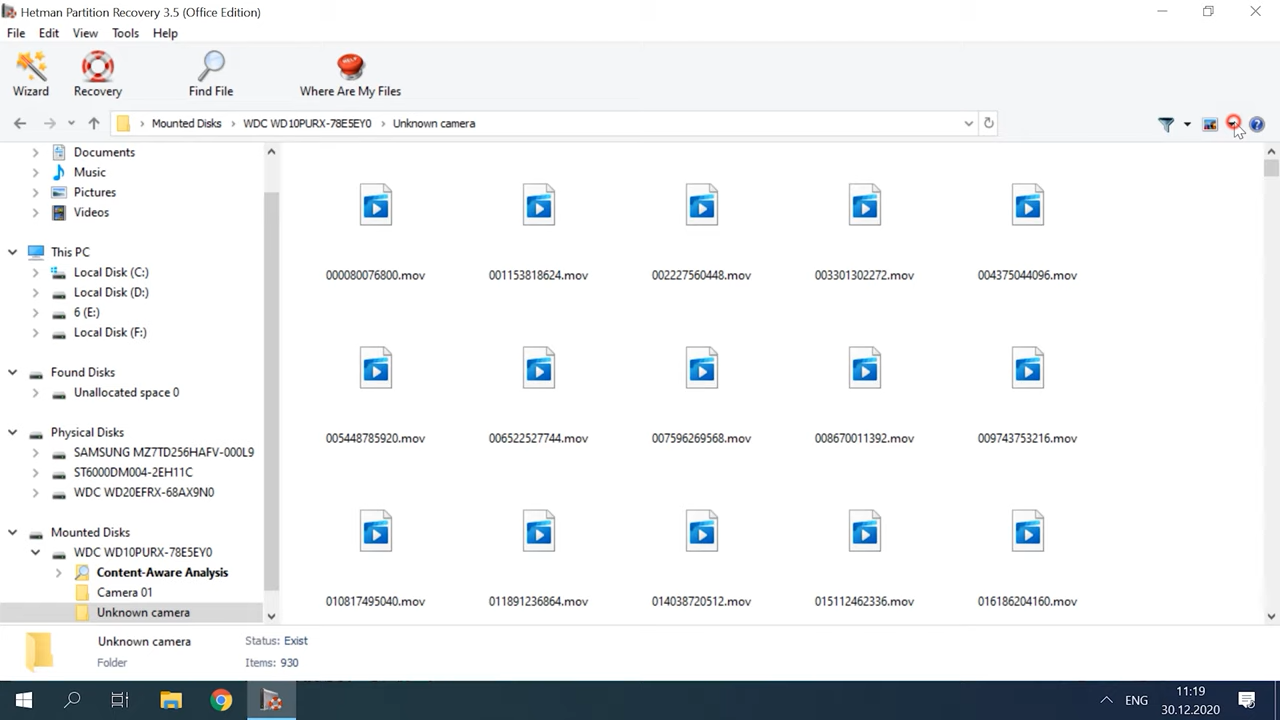 Hetman Partition Recovery 3.5 (Office Edition)
File Edit View Tools Help
Wizard Recovery Find File Where Are My Files
Mounted Disks WDC WD10PURX-78E5EY0 Unknown camera
Documents
Music
Pictures
Videos
This PC
Local Disk (C:)
Local Disk (D:)
6 (E:)
Local Disk (F:)
Found Disks
Unallocated space 0
Physical Disks
SAMSUNG MZ7TD256HAFV-000L9
ST6000DM004-2EH11C
WDC WD20EFRX-68AX9N0
Mounted Disks
WDC WD10PURX-78E5EY0
Content-Aware Analysis
Camera 01
Unknown camera
000080076800.mov 001153818624.mov 002227560448.mov 003301302272.mov 004375044096.mov
005448785920.mov 006522527744.mov 007596269568.mov 008670011392.mov 009743753216.mov
010817495040.mov 011891236864.mov 014038720512.mov 015112462336.mov 016186204160.mov
Unknown camera Status: Exist
Folder Items: 930
ENG
11:19
30.12.2020